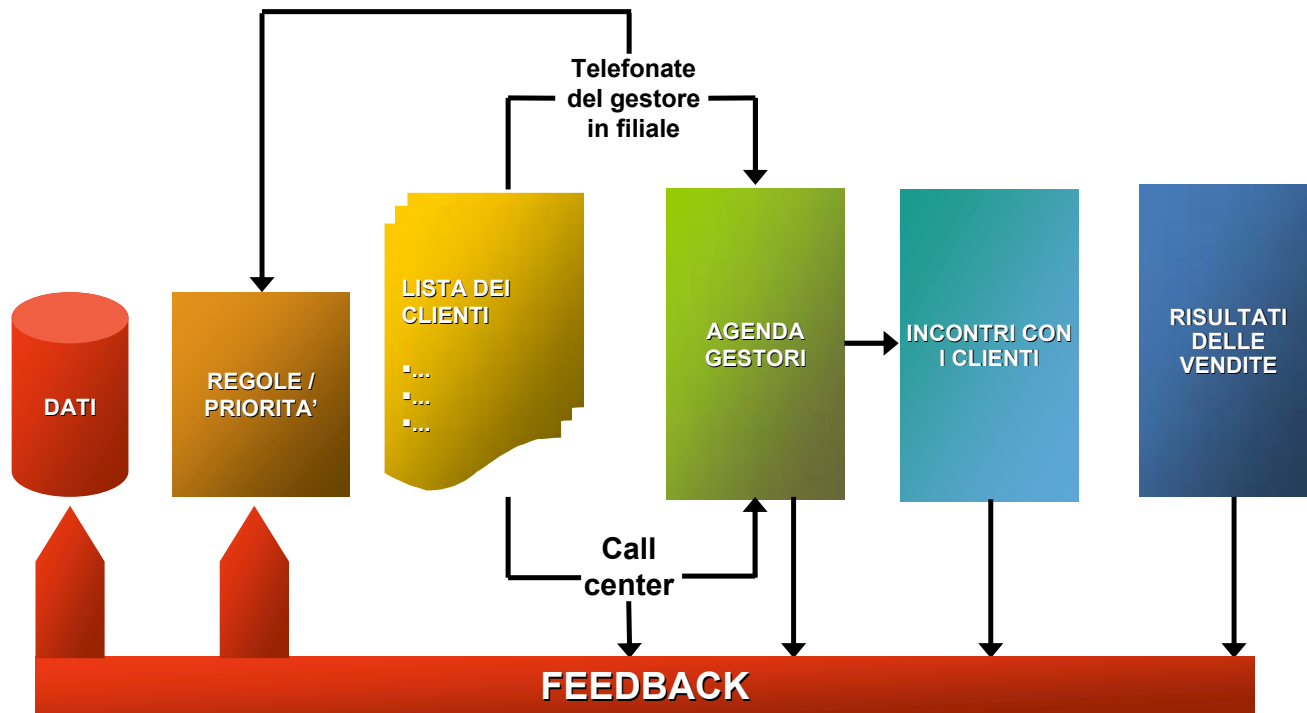 Telefonate
del gestore
in filiale
DATI
REGOLE /
PRIORITA’
LISTA DEI
CLIENTI
▪...
▪...
▪...
AGENDA
GESTORI
INCONTRI CON
I CLIENTI
RISULTATI
DELLE
VENDITE
Call
center
FEEDBACK